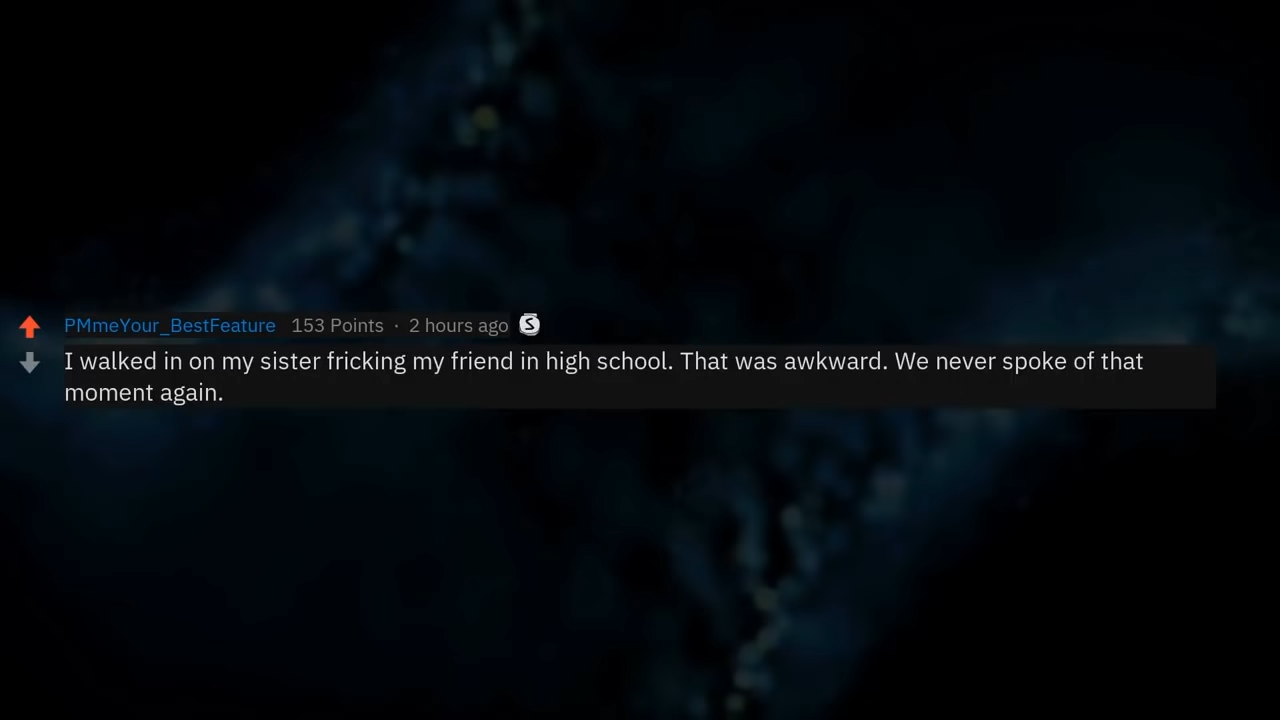 PMmeYour_BestFeature 153 Points · 2 hours ago
I walked in on my sister fricking my friend in high school. That was awkward. We never spoke of that
moment again.